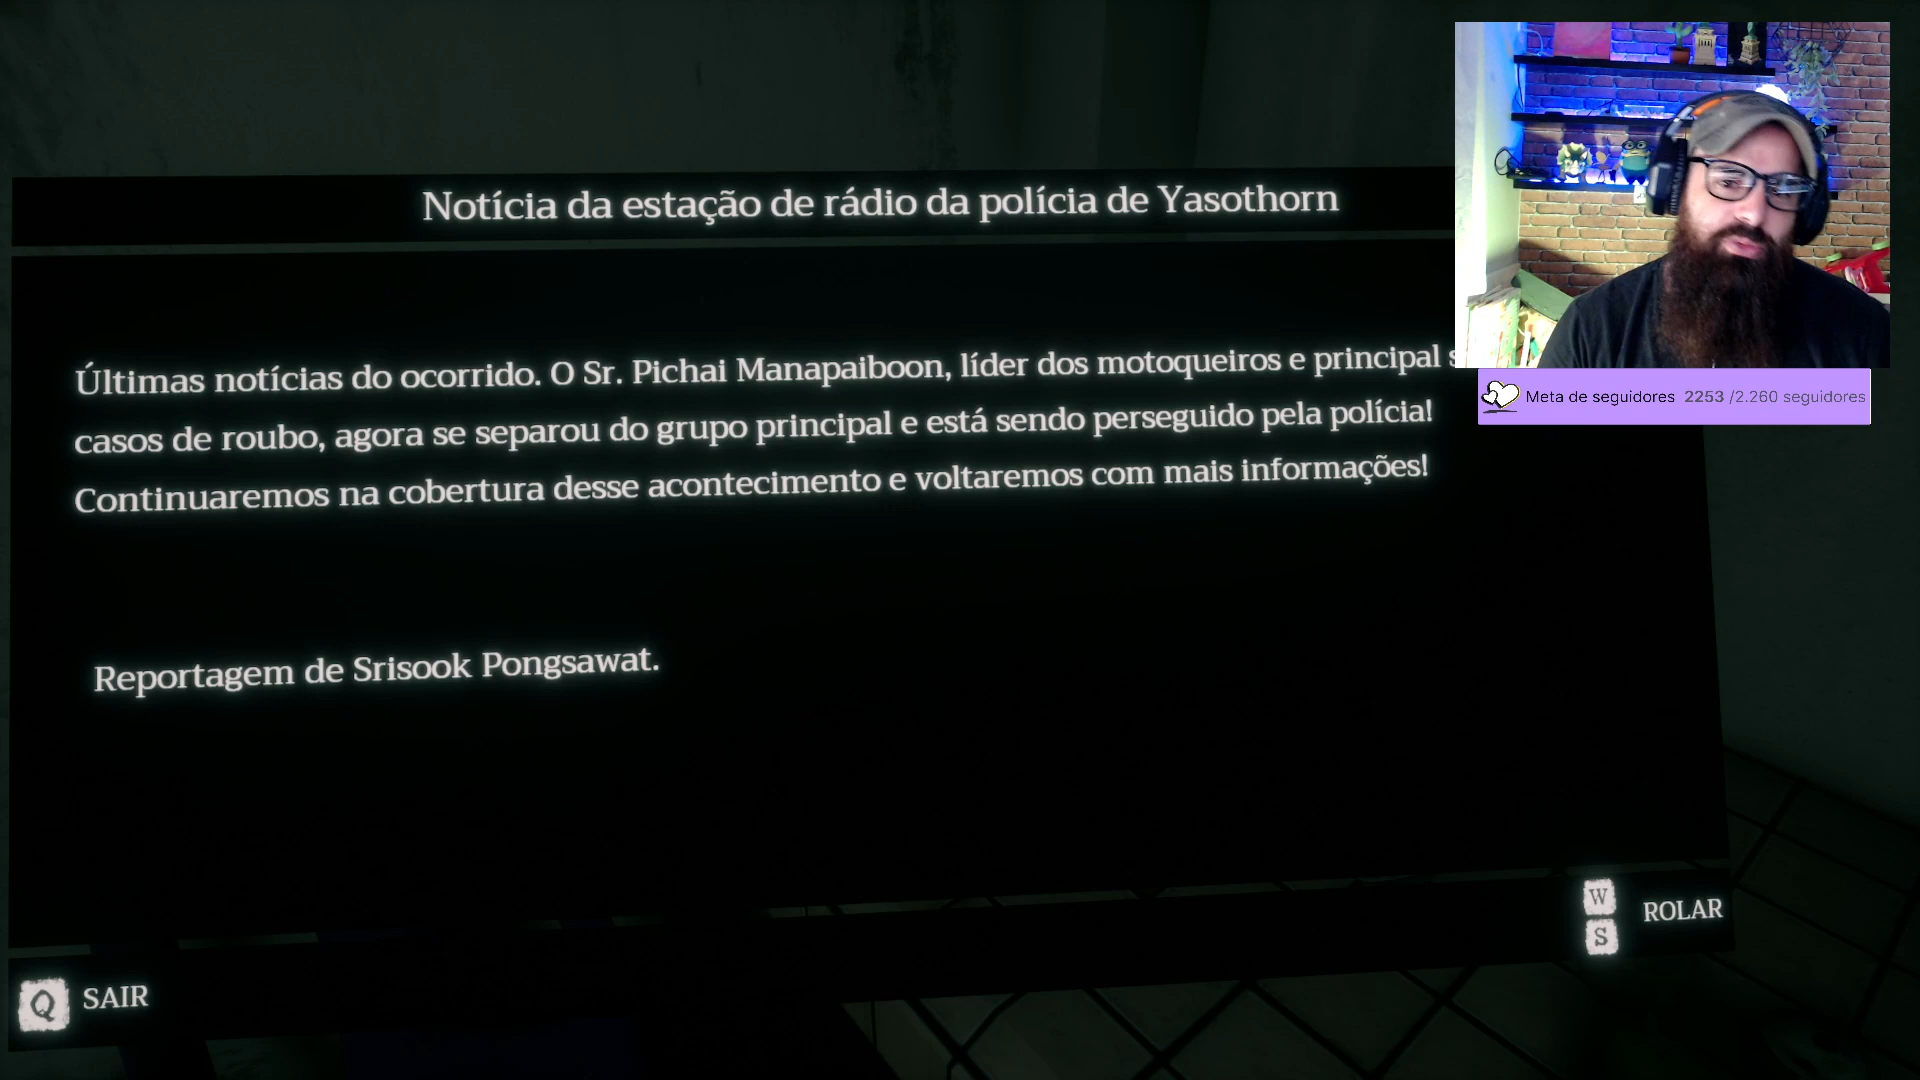 Notícia da estação de rádio da polícia de Yasothorn
Últimas notícias do ocorrido. O Sr. Pichai Manapaiboon, líder dos motoqueiros e principal
casos de roubo, agora se separou do grupo principal e está sendo perseguido pela polícia!
Continuaremos na cobertura desse acontecimento e voltaremos com mais informações!
Reportagem de Srisook Pongsawat.
Meta de seguidores 2253 /2.260 seguidores
W
S
ROLAR
Q SAIR